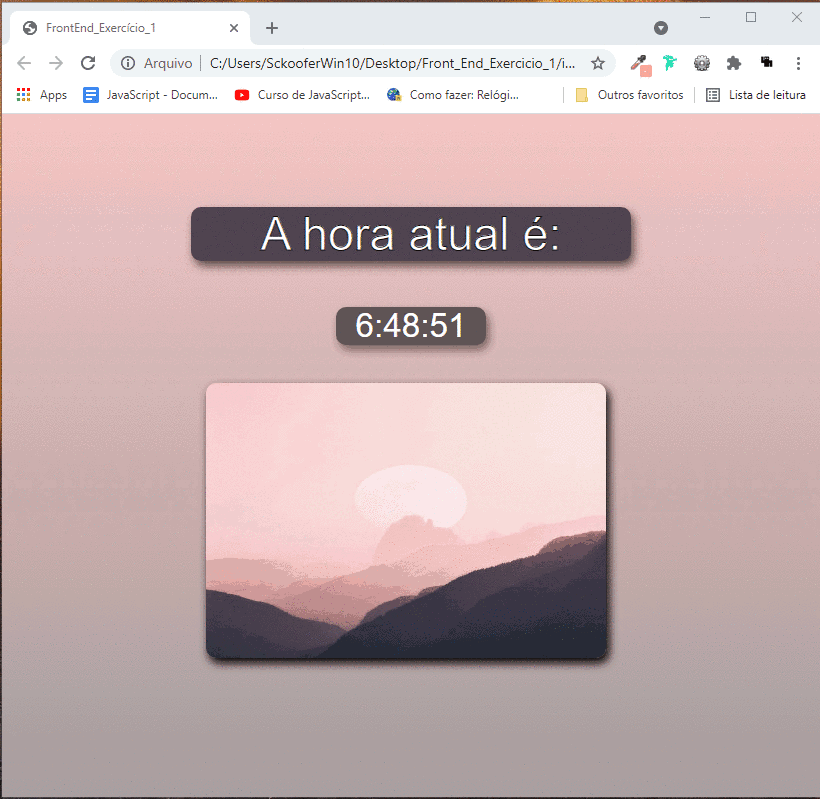 FrontEnd_Exercício_1
Arquivo C:/Users/SckooferWin10/Desktop/Front_End_Exercicio_1/i...
Apps JavaScript - Docum... Curso de JavaScript... Como fazer: Relógi... Outros favoritos Lista de leitura
A hora atual é:
6:48:51